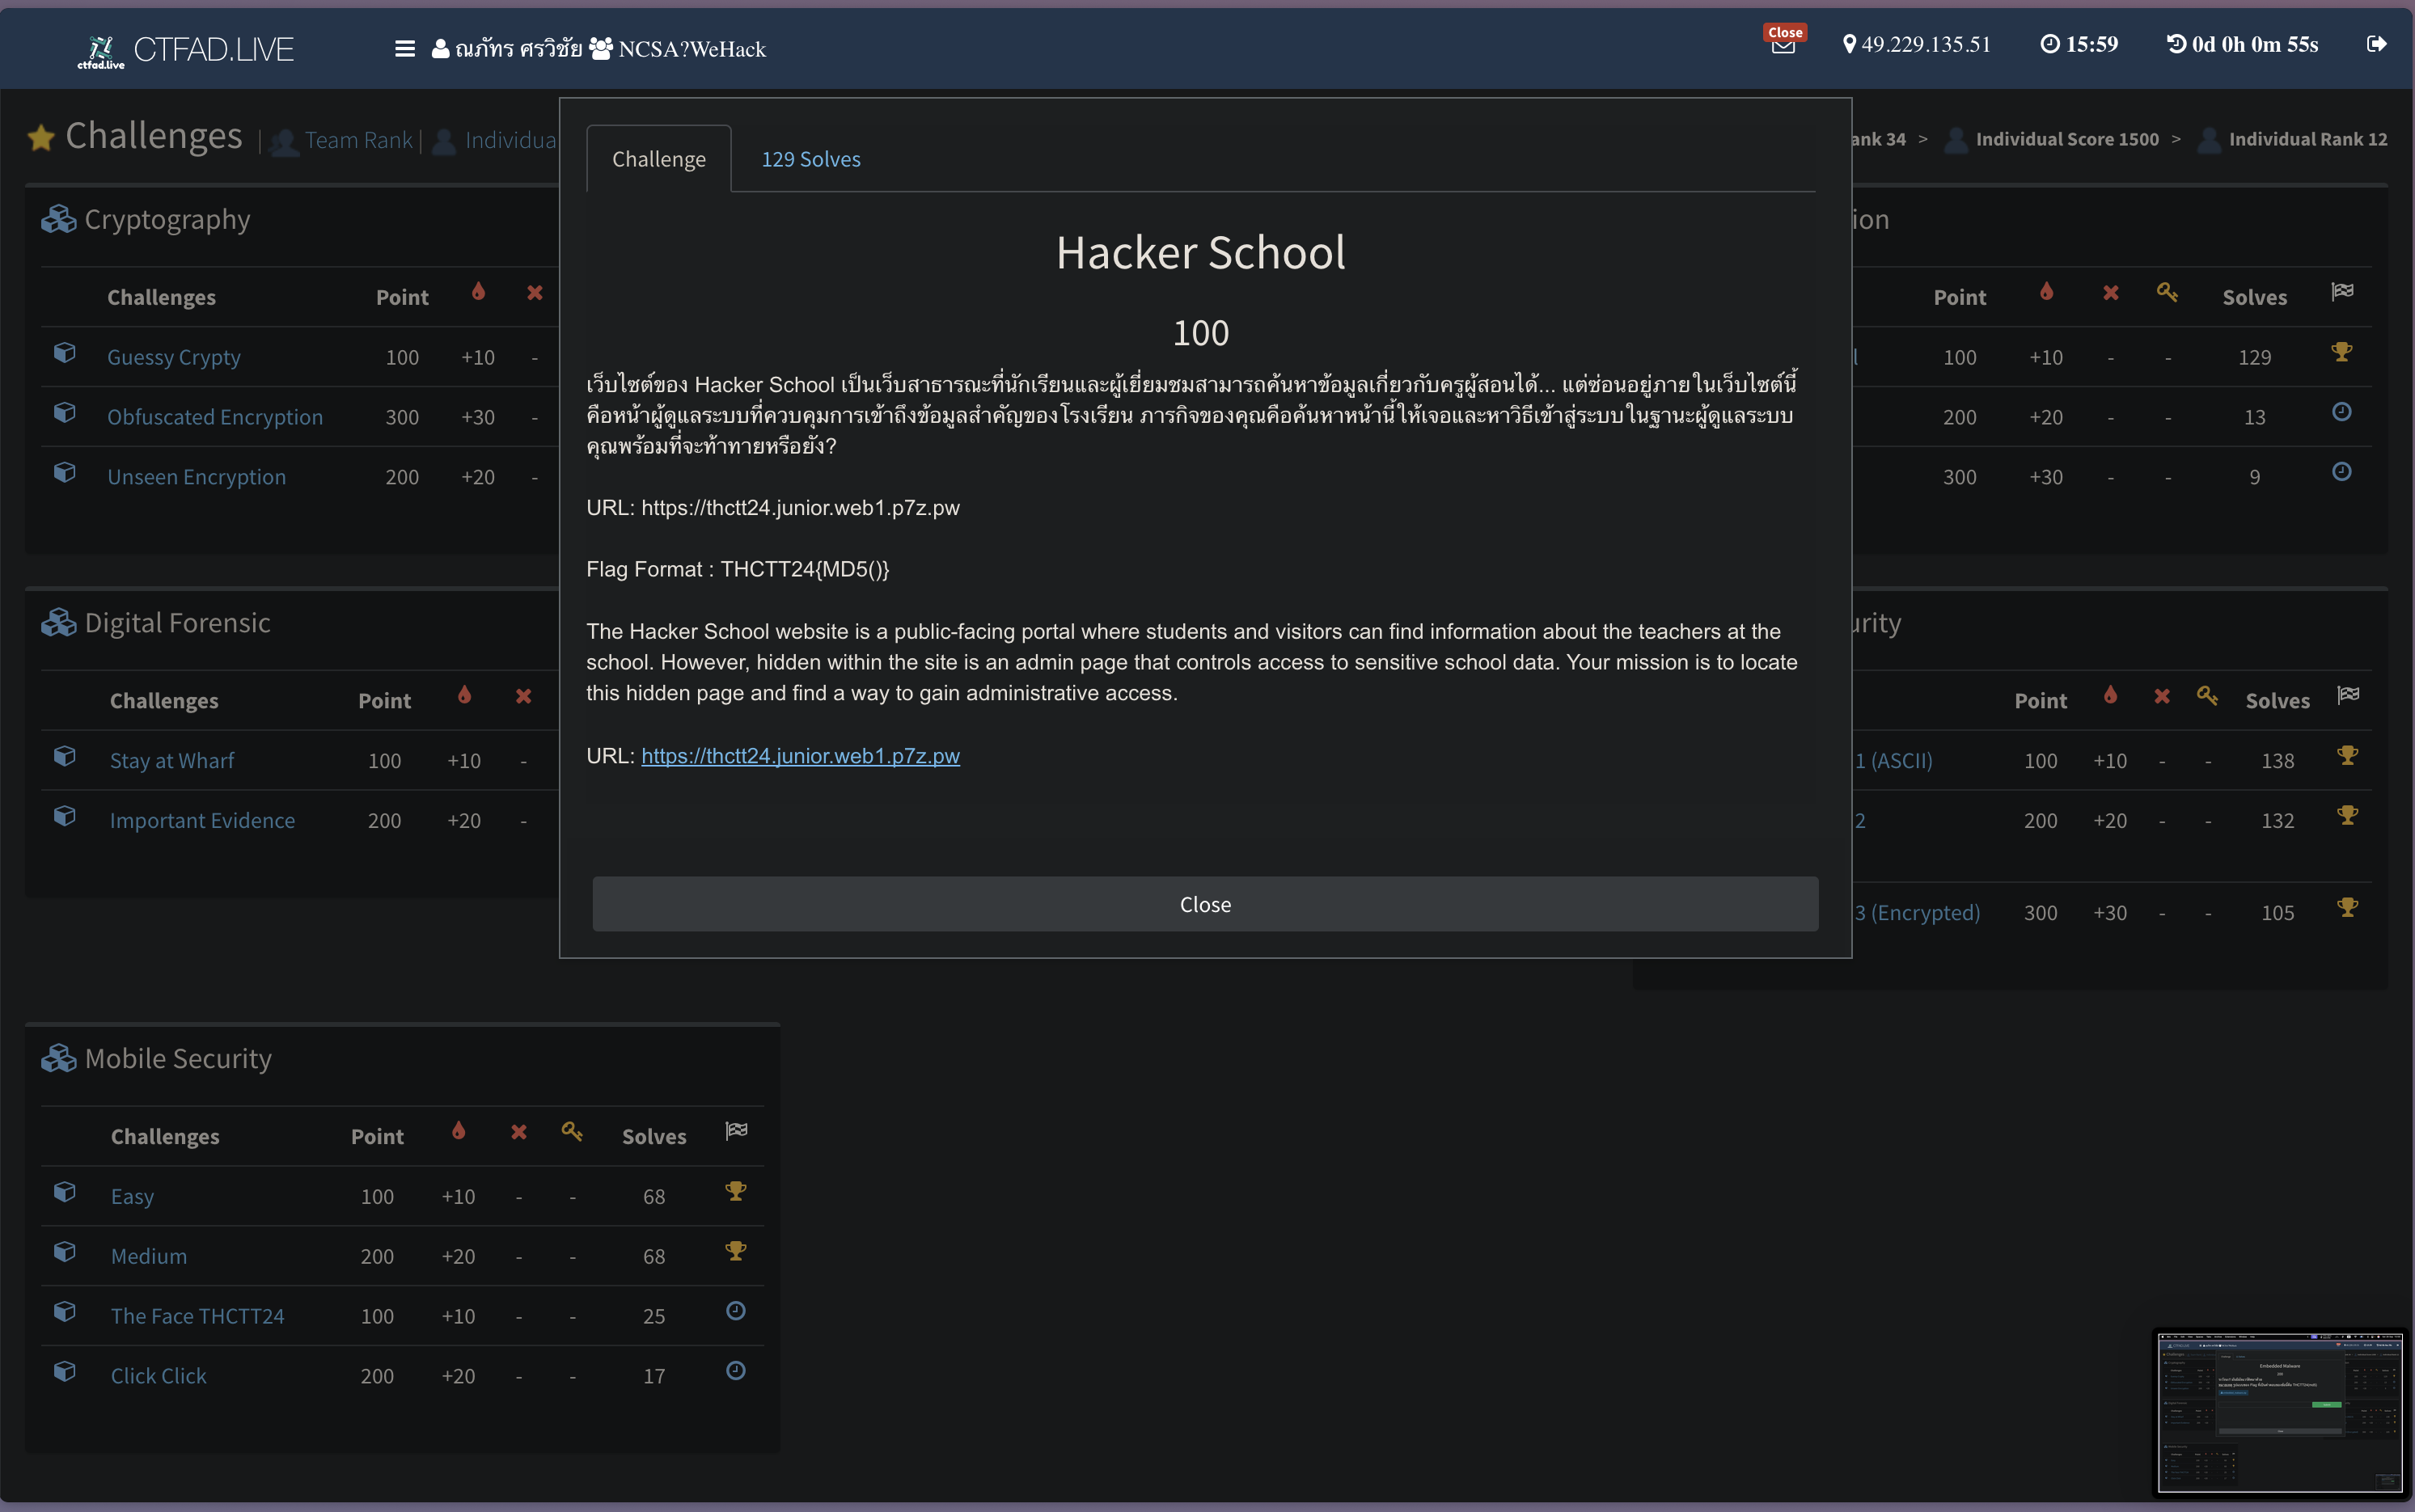 ctfad.live CTFAD.LIVE ณภัทร ศรวิชัย NCSA?WeHack Close 49.229.135.51 15:59 0d 0h 0m 55s
Challenges | Team Rank | Individua
ank 34 > Individual Score 1500 > Individual Rank 12
Challenge 129 Solves
Hacker School
100
เว็บไซต์ของ Hacker School เป็นเว็บสาธารณะที่นักเรียนและผู้เยี่ยมชมสามารถค้นหาข้อมูลเกี่ยวกับครูผู้สอนได้... แต่ซ่อนอยู่ภายในเว็บไซต์นี้
คือหน้าผู้ดูแลระบบที่ควบคุมการเข้าถึงข้อมูลสำคัญของโรงเรียน ภารกิจของคุณคือค้นหาหน้านี้ให้เจอและหาวิธีเข้าสู่ระบบในฐานะผู้ดูแลระบบ
คุณพร้อมที่จะท้าทายหรือยัง?
URL: https://thctt24.junior.web1.p7z.pw
Flag Format : THCTT24{MD5()}
The Hacker School website is a public-facing portal where students and visitors can find information about the teachers at the
school. However, hidden within the site is an admin page that controls access to sensitive school data. Your mission is to locate
this hidden page and find a way to gain administrative access.
URL: https://thctt24.junior.web1.p7z.pw
Close
Cryptography
Challenges Point
Guessy Crypty 100 +10 -
Obfuscated Encryption 300 +30 -
Unseen Encryption 200 +20 -
ion
Point Solves
l 100 +10 - - 129
200 +20 - - 13
300 +30 - - 9
Digital Forensic
Challenges Point
Stay at Wharf 100 +10 -
Important Evidence 200 +20 -
urity
Point Solves
1 (ASCII) 100 +10 - - 138
2 200 +20 - - 132
3 (Encrypted) 300 +30 - - 105
Mobile Security
Challenges Point Solves
Easy 100 +10 - - 68
Medium 200 +20 - - 68
The Face THCTT24 100 +10 - - 25
Click Click 200 +20 - - 17
Embedded Malware